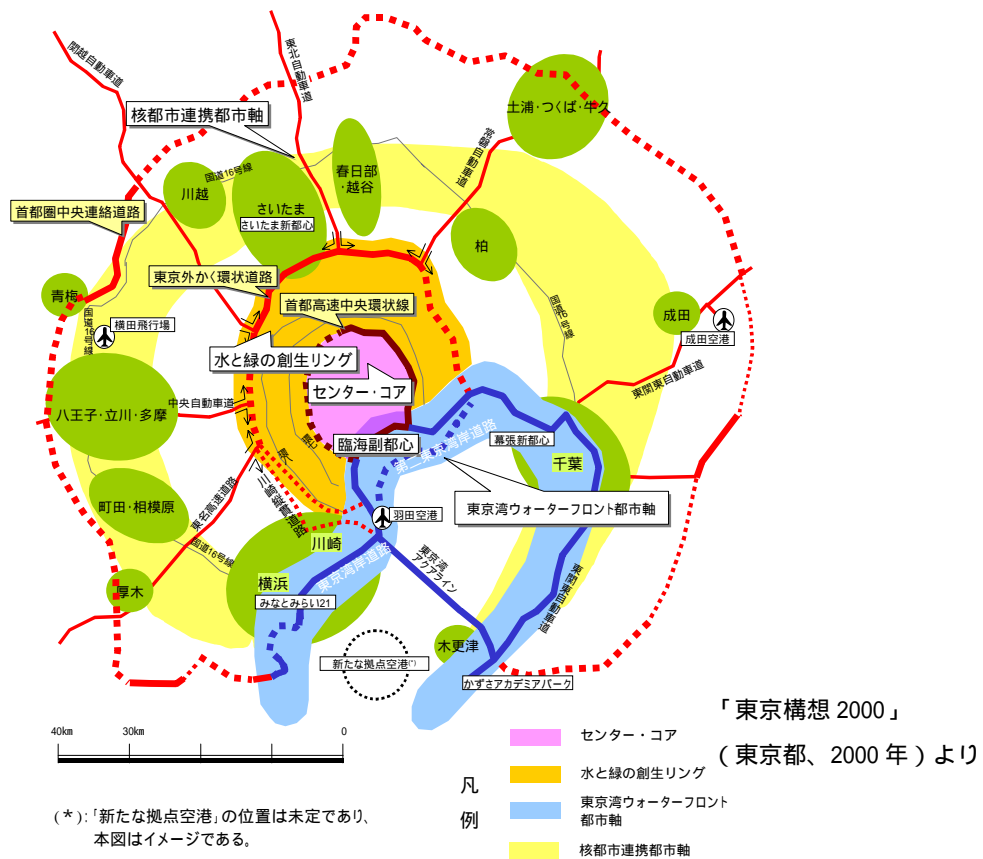 関越自動車道
東北自動車道
核都市連携都市軸
土浦・つくば・牛久
常磐自動車道
春日部
・越谷
国道16号線
川越
さいたま
さいたま新都心
首都圏中央連絡道路
柏
東京外かく環状道路
青梅
首都高速中央環状線
国道16号線
成田
国道16号線
横田飛行場
成田空港
水と緑の創生リング
センター・コア
東関東自動車道
中央自動車道
八王子・立川・多摩
臨海副都心
第二東京湾岸道路
幕張新都心
千葉
川崎縦貫道路
町田・相模原
東名高速道路
東京湾ウォーターフロント都市軸
羽田空港
川崎
国道16号線
東京湾岸道路
東京湾
アクアライン
横浜
厚木
みなとみらい21
東関東自動車道
木更津
新たな拠点空港(*)
かずさアカデミアパーク
「東京構想 2000」
(東京都、2000 年)より
40km 30km 0
凡
例
センター・コア
水と緑の創生リング
東京湾ウォーターフロント
都市軸
核都市連携都市軸
(*):「新たな拠点空港」の位置は未定であり、
本図はイメージである。